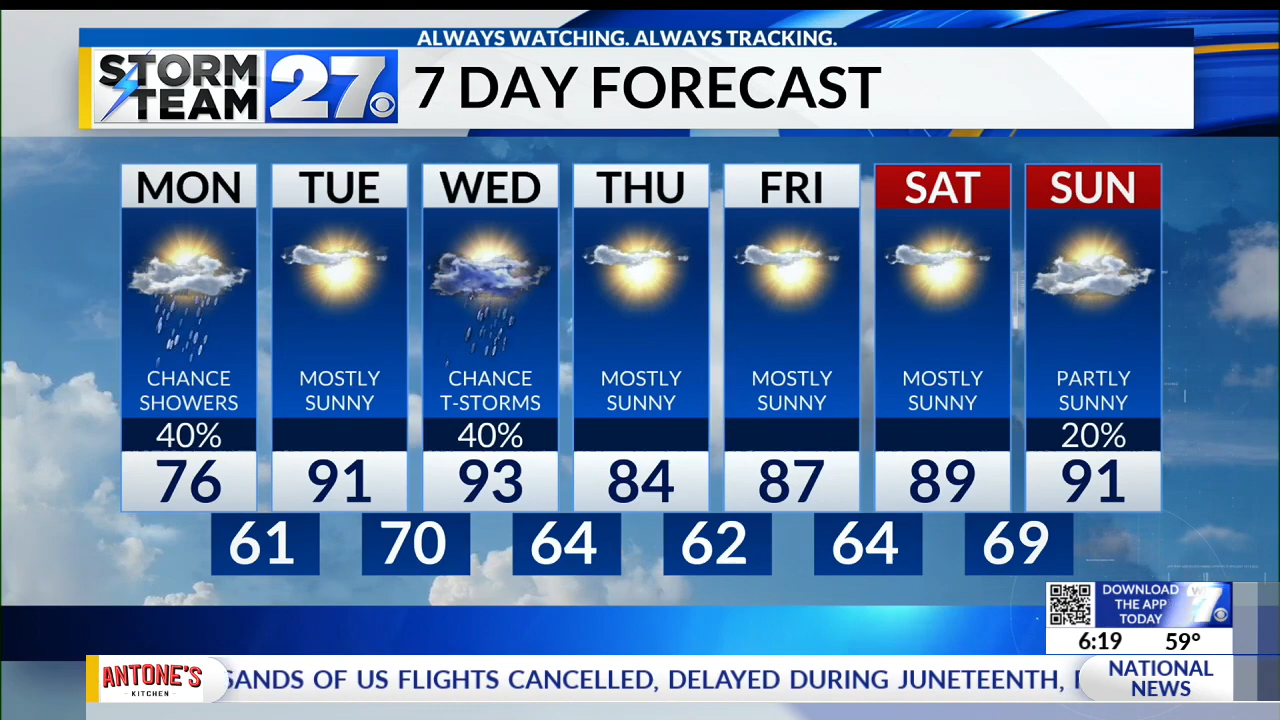 ALWAYS WATCHING. ALWAYS TRACKING.
STORM TEAM 27
7 DAY FORECAST
MON TUE WED THU FRI SAT SUN
CHANCE SHOWERS
MOSTLY SUNNY
CHANCE T-STORMS
MOSTLY SUNNY
MOSTLY SUNNY
MOSTLY SUNNY
PARTLY SUNNY
40% 40% 20%
76 91 93 84 87 89 91
61 70 64 62 64 69
DOWNLOAD
THE APP
TODAY
6:19 59°
ANTONE'S
KITCHEN
SANDS OF US FLIGHTS CANCELLED, DELAYED DURING JUNETEENTH,
NATIONAL
NEWS